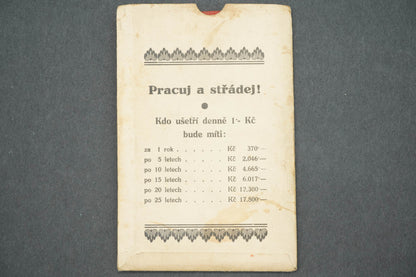 Pracuj a střádej!
Kdo ušetří denně 1·- Kč
bude míti:
za 1 rok . . . . . . Kč 370·—
po 5 letech . . . . . Kč 2.046·—
po 10 letech . . . . . Kč 4.665·—
po 15 letech . . . . . Kč 6.017·—
po 20 letech . . . . . Kč 12.380·—
po 25 letech . . . . . Kč 17.800·—